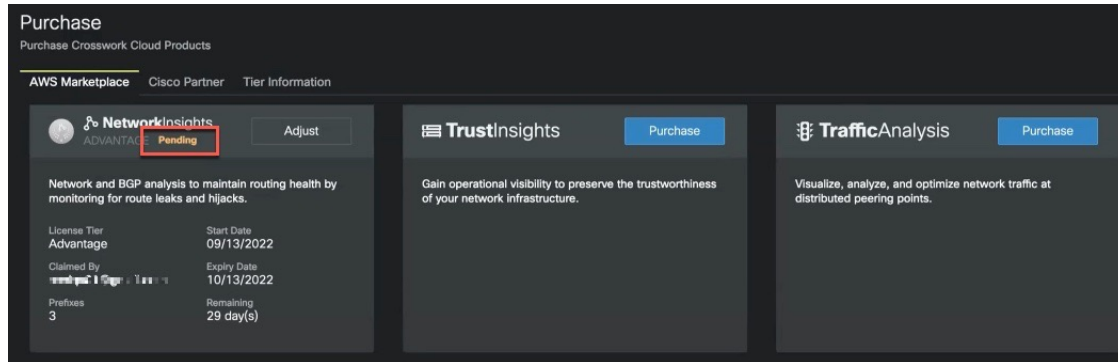 Purchase
Purchase Crosswork Cloud Products
AWS Marketplace Cisco Partner Tier Information
NetworkInsights
ADVANTAGE Pending
Adjust
Network and BGP analysis to maintain routing health by
monitoring for route leaks and hijacks.
License Tier Start Date
Advantage 09/13/2022
Claimed By Expiry Date
10/13/2022
Prefixes Remaining
3 29 day(s)
TrustInsights
Purchase
Gain operational visibility to preserve the trustworthiness
of your network infrastructure.
TrafficAnalysis
Purchase
Visualize, analyze, and optimize network traffic at
distributed peering points.